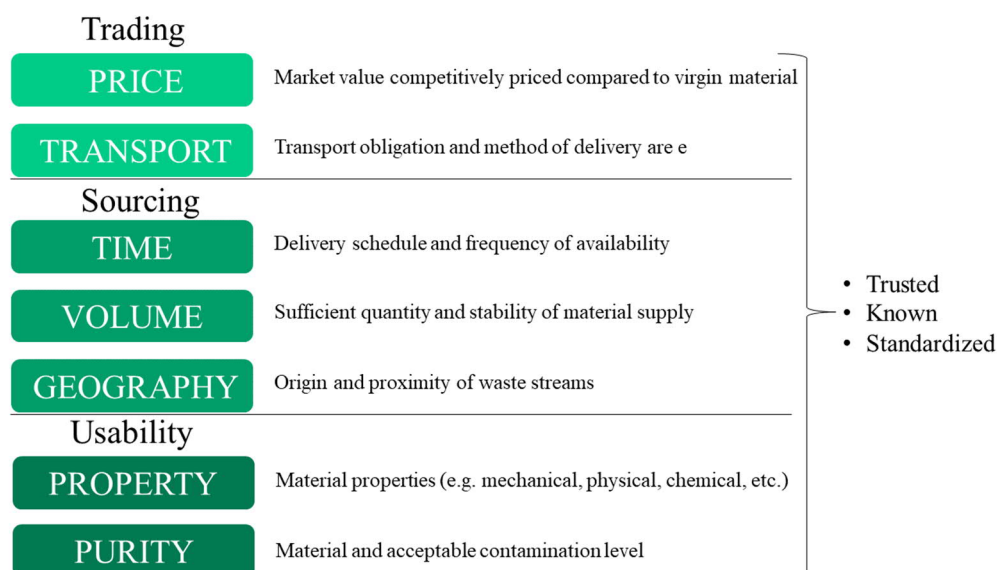 Trading
PRICE Market value competitively priced compared to virgin material
TRANSPORT Transport obligation and method of delivery are e
Sourcing
TIME Delivery schedule and frequency of availability
VOLUME Sufficient quantity and stability of material supply
GEOGRAPHY Origin and proximity of waste streams
Usability
PROPERTY Material properties (e.g. mechanical, physical, chemical, etc.)
PURITY Material and acceptable contamination level
• Trusted
• Known
• Standardized